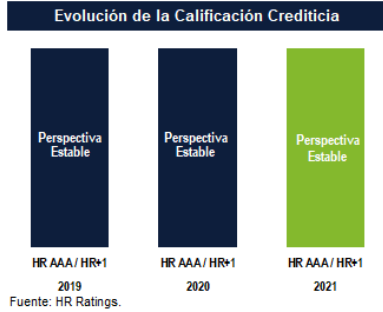 Evolución de la Calificación Crediticia
Perspectiva Estable
Perspectiva Estable
Perspectiva Estable
HR AAA / HR+1
HR AAA / HR+1
HR AAA / HR+1
2019
2020
2021
Fuente: HR Ratings.